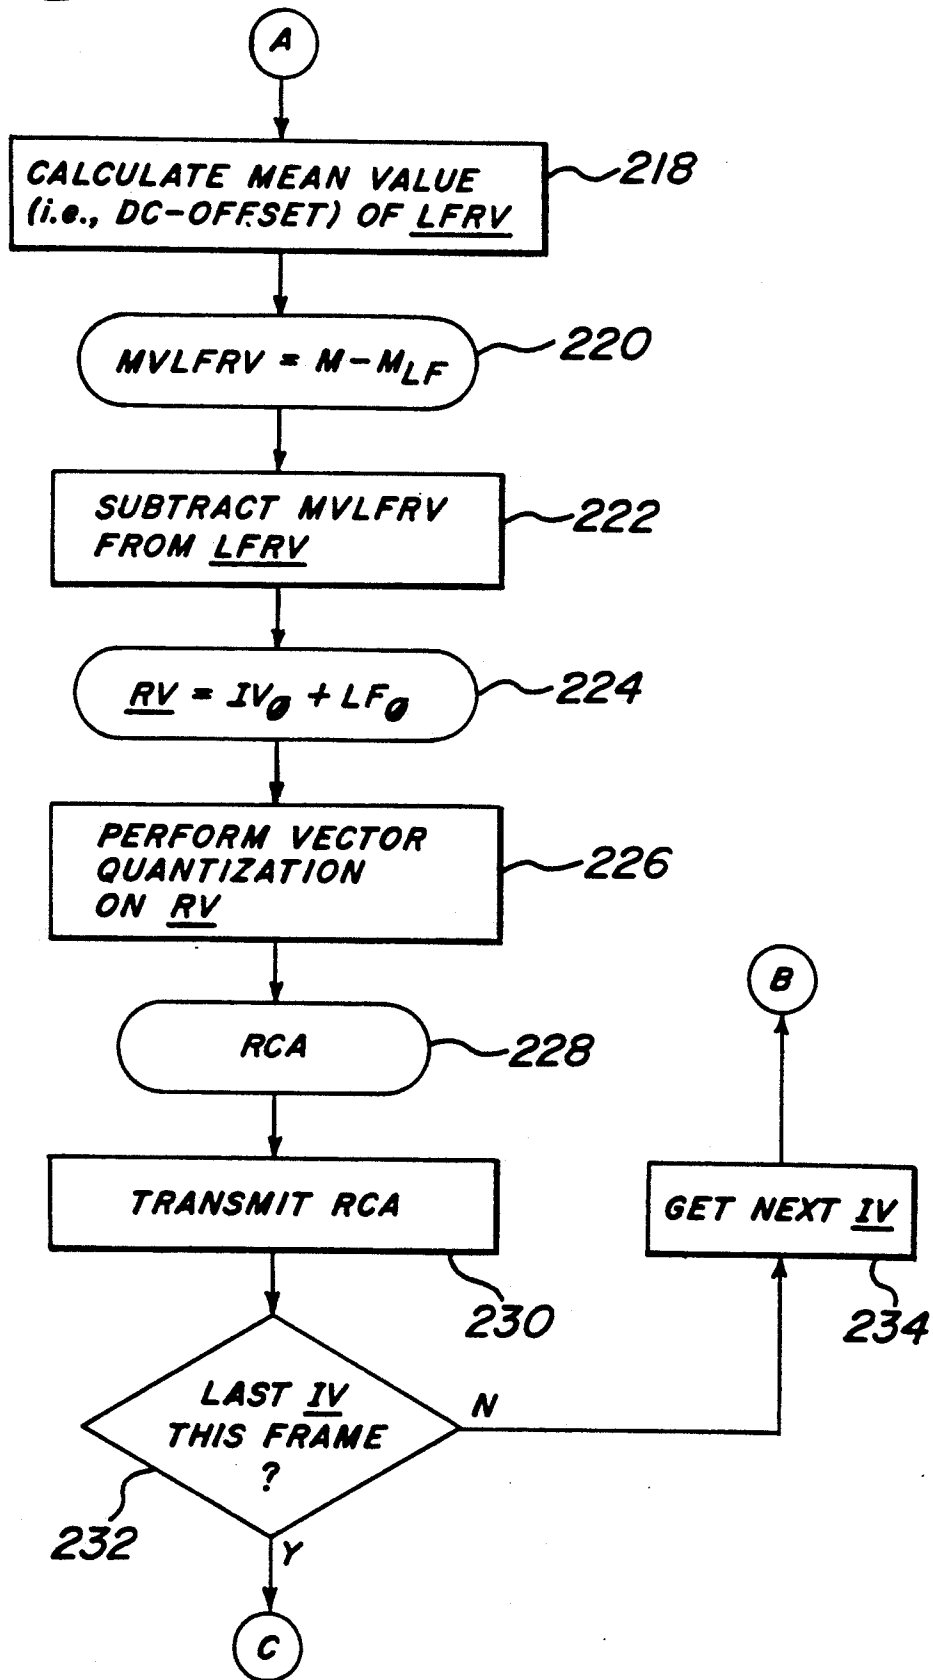 A
CALCULATE MEAN VALUE
(i.e., DC-OFFSET) OF LFRV
218
MVLFRV = M - MLF
220
SUBTRACT MVLFRV
FROM LFRV
222
RV = IV0 + LF0
224
PERFORM VECTOR
QUANTIZATION
ON RV
226
RCA
228
B
TRANSMIT RCA
230
GET NEXT IV
234
LAST IV
THIS FRAME
?
N
232
Y
C